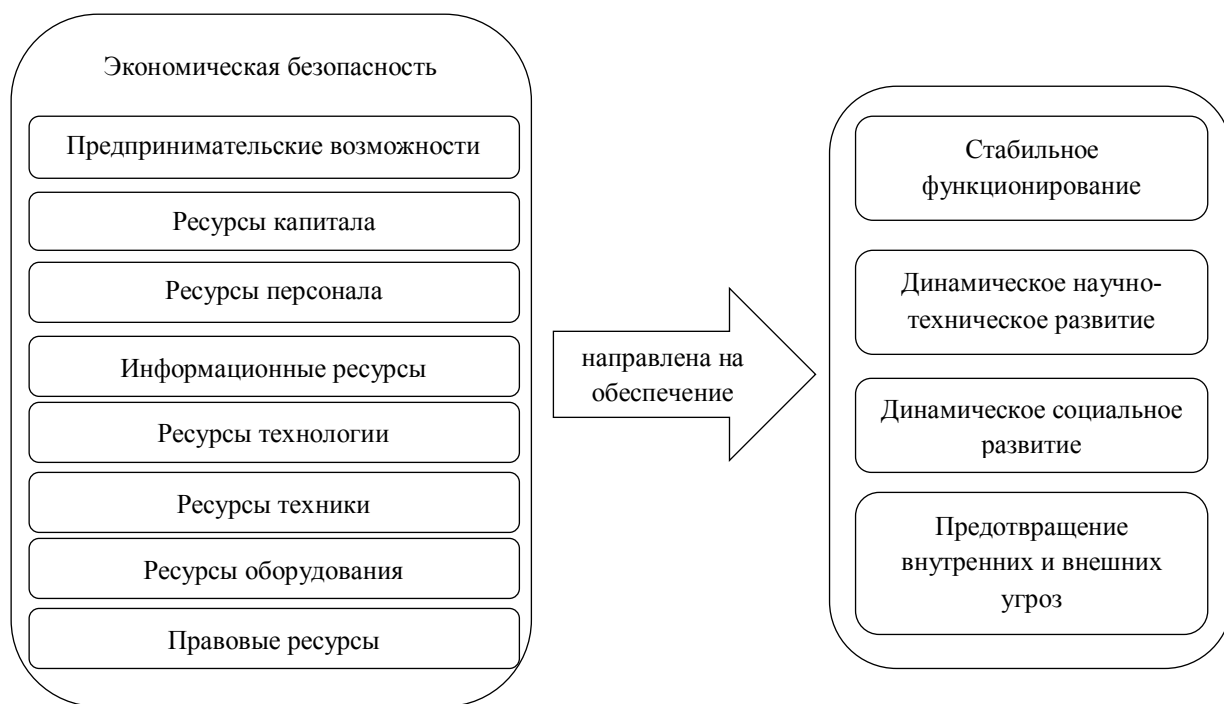 Экономическая безопасность
Предпринимательские возможности
Ресурсы капитала
Ресурсы персонала
Информационные ресурсы
Ресурсы технологии
Ресурсы техники
Ресурсы оборудования
Правовые ресурсы
направлена на
обеспечение
Стабильное
функционирование
Динамическое научно-
техническое развитие
Динамическое социальное
развитие
Предотвращение
внутренних и внешних
угроз